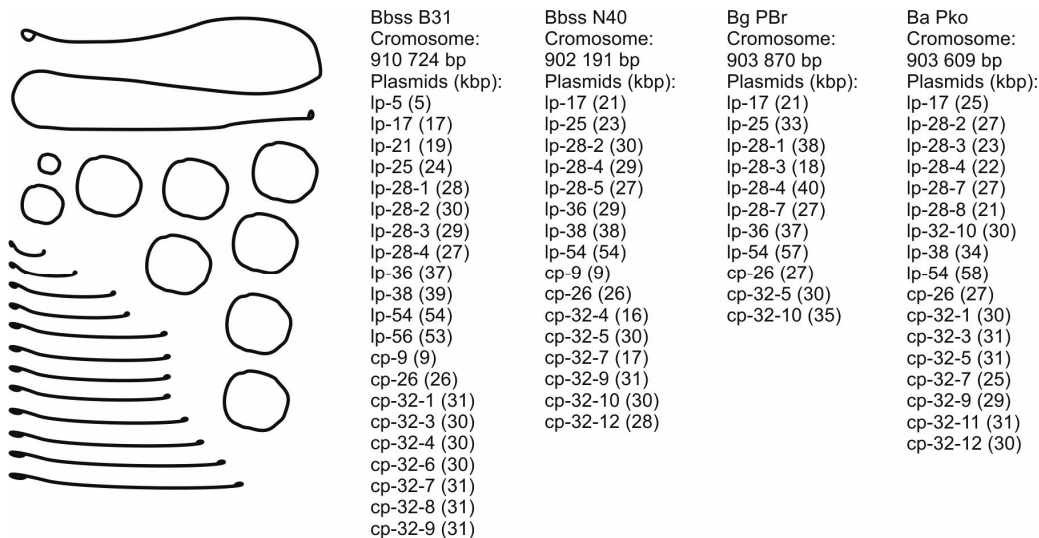 Bbss B31
Cromosome:
910 724 bp
Plasmids (kbp):
lp-5 (5)
lp-17 (17)
lp-21 (19)
lp-25 (24)
lp-28-1 (28)
lp-28-2 (30)
lp-28-3 (29)
lp-28-4 (27)
lp-36 (37)
lp-38 (39)
lp-54 (54)
lp-56 (53)
cp-9 (9)
cp-26 (26)
cp-32-1 (31)
cp-32-3 (30)
cp-32-4 (30)
cp-32-6 (30)
cp-32-7 (31)
cp-32-8 (31)
cp-32-9 (31)
Bbss N40
Cromosome:
902 191 bp
Plasmids (kbp):
lp-17 (21)
lp-25 (23)
lp-28-2 (30)
lp-28-4 (29)
lp-28-5 (27)
lp-36 (29)
lp-38 (38)
lp-54 (54)
cp-9 (9)
cp-26 (26)
cp-32-4 (16)
cp-32-5 (30)
cp-32-7 (17)
cp-32-9 (31)
cp-32-10 (30)
cp-32-12 (28)
Bg PBr
Cromosome:
903 870 bp
Plasmids (kbp):
lp-17 (21)
lp-25 (33)
lp-28-1 (38)
lp-28-3 (18)
lp-28-4 (40)
lp-28-7 (27)
lp-36 (37)
lp-54 (57)
cp-26 (27)
cp-32-5 (30)
cp-32-10 (35)
Ba Pko
Cromosome:
903 609 bp
Plasmids (kbp):
lp-17 (25)
lp-28-2 (27)
lp-28-3 (23)
lp-28-4 (22)
lp-28-7 (27)
lp-28-8 (21)
lp-32-10 (30)
lp-38 (34)
lp-54 (58)
cp-26 (27)
cp-32-1 (30)
cp-32-3 (31)
cp-32-5 (31)
cp-32-7 (25)
cp-32-9 (29)
cp-32-11 (31)
cp-32-12 (30)